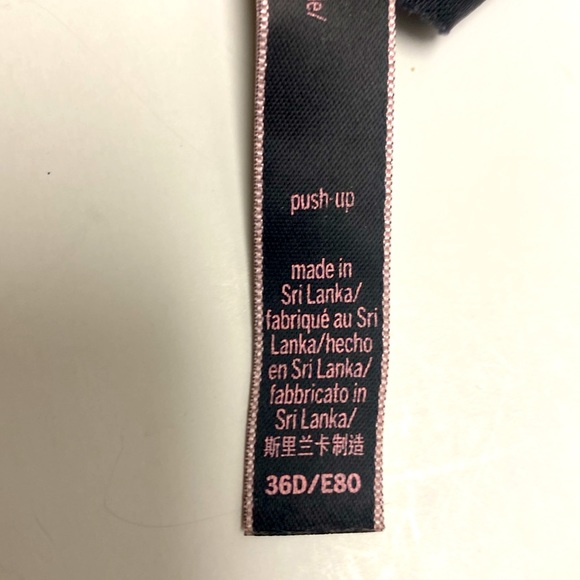 push-up
made in
Sri Lanka/
fabriqué au Sri
Lanka/hecho
en Sri Lanka/
fabbricato in
Sri Lanka/
斯里兰卡制造
36D/E80